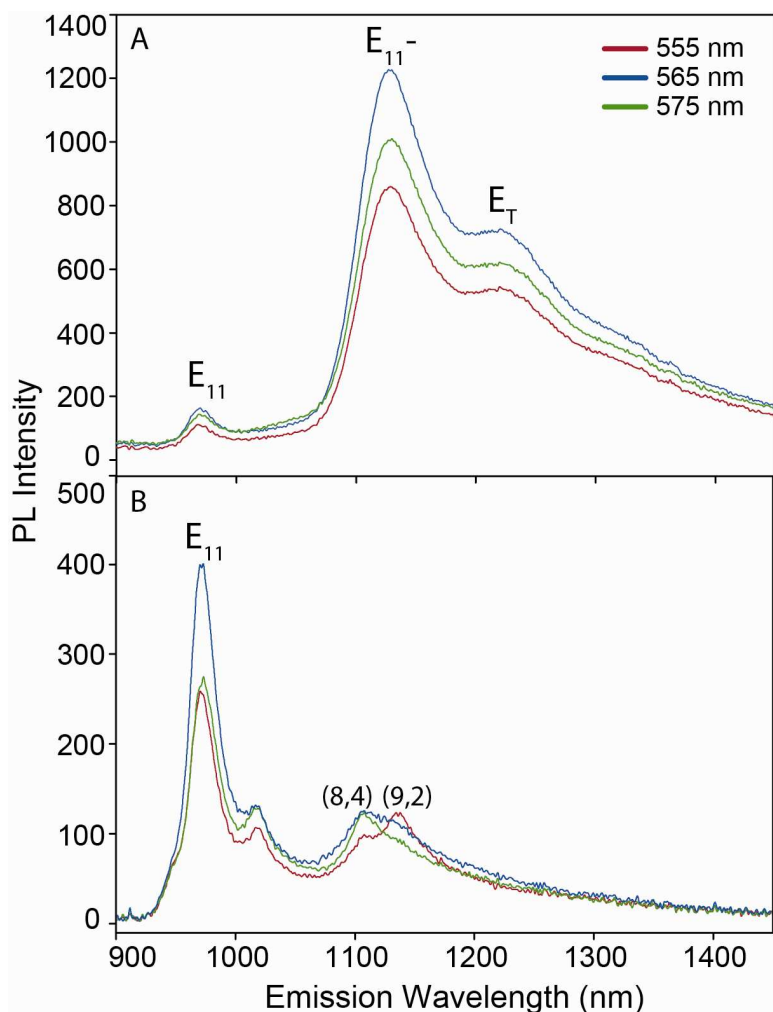 1400
1200
1000
800
600
400
200
0
A
E11-
ET
E11
555 nm
565 nm
575 nm
PL Intensity
500
400
300
200
100
0
B
E11
(8,4) (9,2)
900 1000 1100 1200 1300 1400
Emission Wavelength (nm)